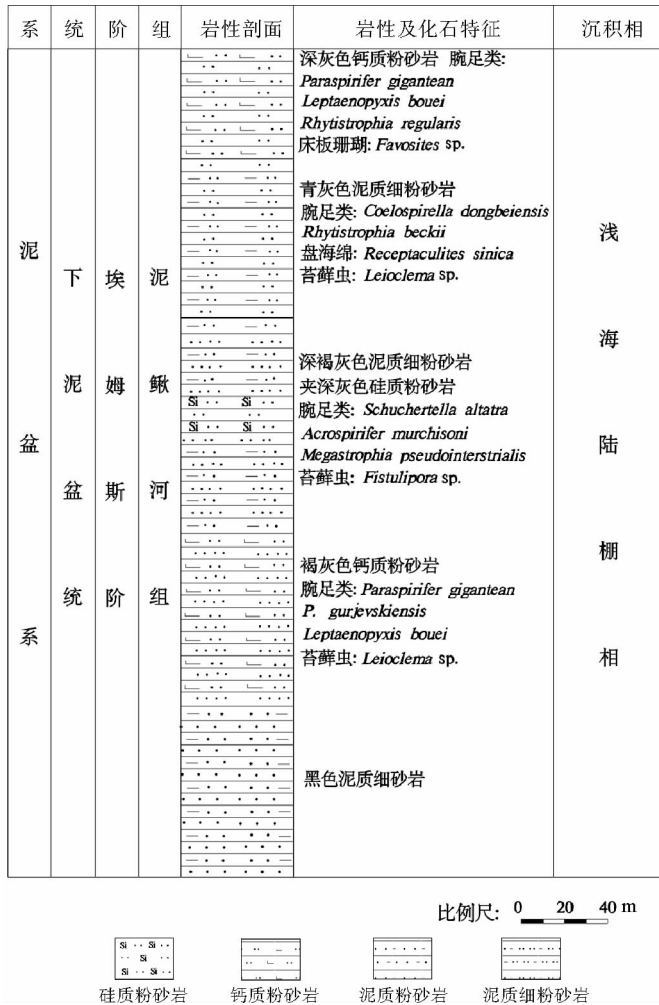 系 统 阶 组 岩性剖面 岩性及化石特征 沉积相
泥盆系
下泥盆统
埃姆斯阶
泥鳅河组
深灰色钙质粉砂岩 腕足类:
Paraspirifer gigantean
Leptaenopyxis bouei
Rhytistrophia regularis
床板珊瑚: Favosites sp.
青灰色泥质细粉砂岩
腕足类: Coelospirella dongbeiensis
Rhytistrophia beckii
盘海绵: Receptaculites sinica
苔藓虫: Leioclema sp.
深褐灰色泥质细粉砂岩
夹深灰色硅质粉砂岩
Si Si
腕足类: Schuchertella altatra
Si Si
Acrospirifer murchisoni
Megastrophia pseudointerstrialis
苔藓虫: Fistulipora sp.
褐灰色钙质粉砂岩
腕足类: Paraspirifer gigantean
P. gurjevskiensis
Leptaenopyxis bouei
苔藓虫: Leioclema sp.
黑色泥质细砂岩
浅海陆棚相
比例尺: 0 20 40 m
Si Si
Si
Si Si
硅质粉砂岩 钙质粉砂岩 泥质粉砂岩 泥质细粉砂岩